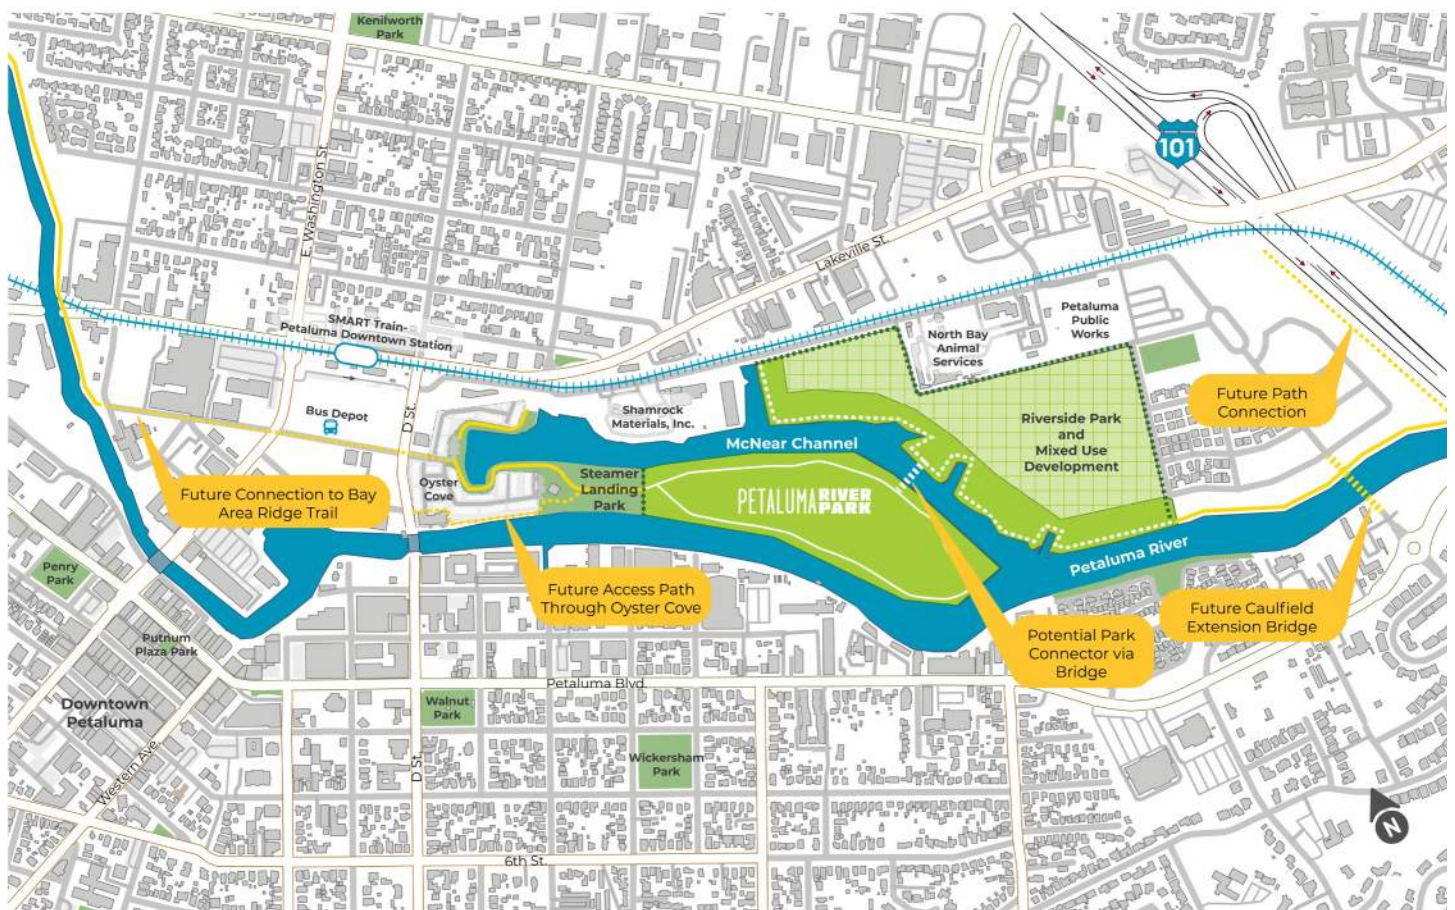 Kenilworth
Park
101
E. Washington St.
Lakeville St.
SMART Train-
Petaluma Downtown Station
North Bay
Animal
Services
Petaluma
Public
Works
Future Path
Connection
Bus Depot
D St.
Shamrock
Materials, Inc.
McNear Channel
Riverside Park
and
Mixed Use
Development
Oyster
Cove
Steamer
Landing
Park
PETALUMA RIVER
PARK
Future Connection to Bay
Area Ridge Trail
Petaluma River
Penry
Park
Future Access Path
Through Oyster Cove
Future Caulfield
Extension Bridge
Potential Park
Connector via
Bridge
Putnum
Plaza Park
Petaluma Blvd
Downtown
Petaluma
Walnut
Park
Western Ave.
D St.
Wickersham
Park
6th St.
N